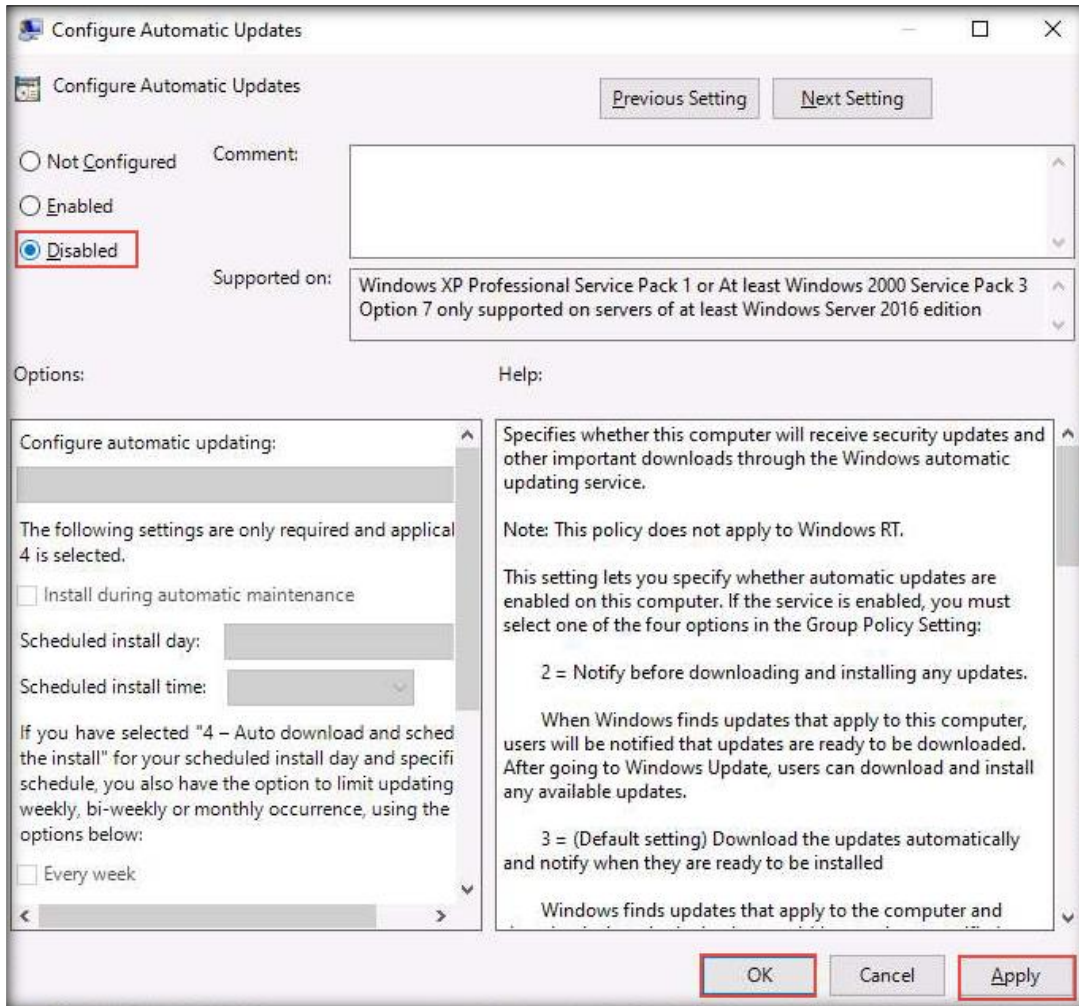 Configure Automatic Updates
Configure Automatic Updates
Previous Setting
Next Setting
Not Configured
Enabled
Disabled
Comment:
Supported on:
Windows XP Professional Service Pack 1 or At least Windows 2000 Service Pack 3
Option 7 only supported on servers of at least Windows Server 2016 edition
Options:
Help:
Configure automatic updating:
The following settings are only required and applical
4 is selected.
Install during automatic maintenance
Scheduled install day:
Scheduled install time:
If you have selected "4 – Auto download and sched
the install" for your scheduled install day and specifi
schedule, you also have the option to limit updating
weekly, bi-weekly or monthly occurrence, using the
options below:
Every week
Specifies whether this computer will receive security updates and
other important downloads through the Windows automatic
updating service.
Note: This policy does not apply to Windows RT.
This setting lets you specify whether automatic updates are
enabled on this computer. If the service is enabled, you must
select one of the four options in the Group Policy Setting:
2 = Notify before downloading and installing any updates.
When Windows finds updates that apply to this computer,
users will be notified that updates are ready to be downloaded.
After going to Windows Update, users can download and install
any available updates.
3 = (Default setting) Download the updates automatically
and notify when they are ready to be installed
Windows finds updates that apply to the computer and
OK
Cancel
Apply